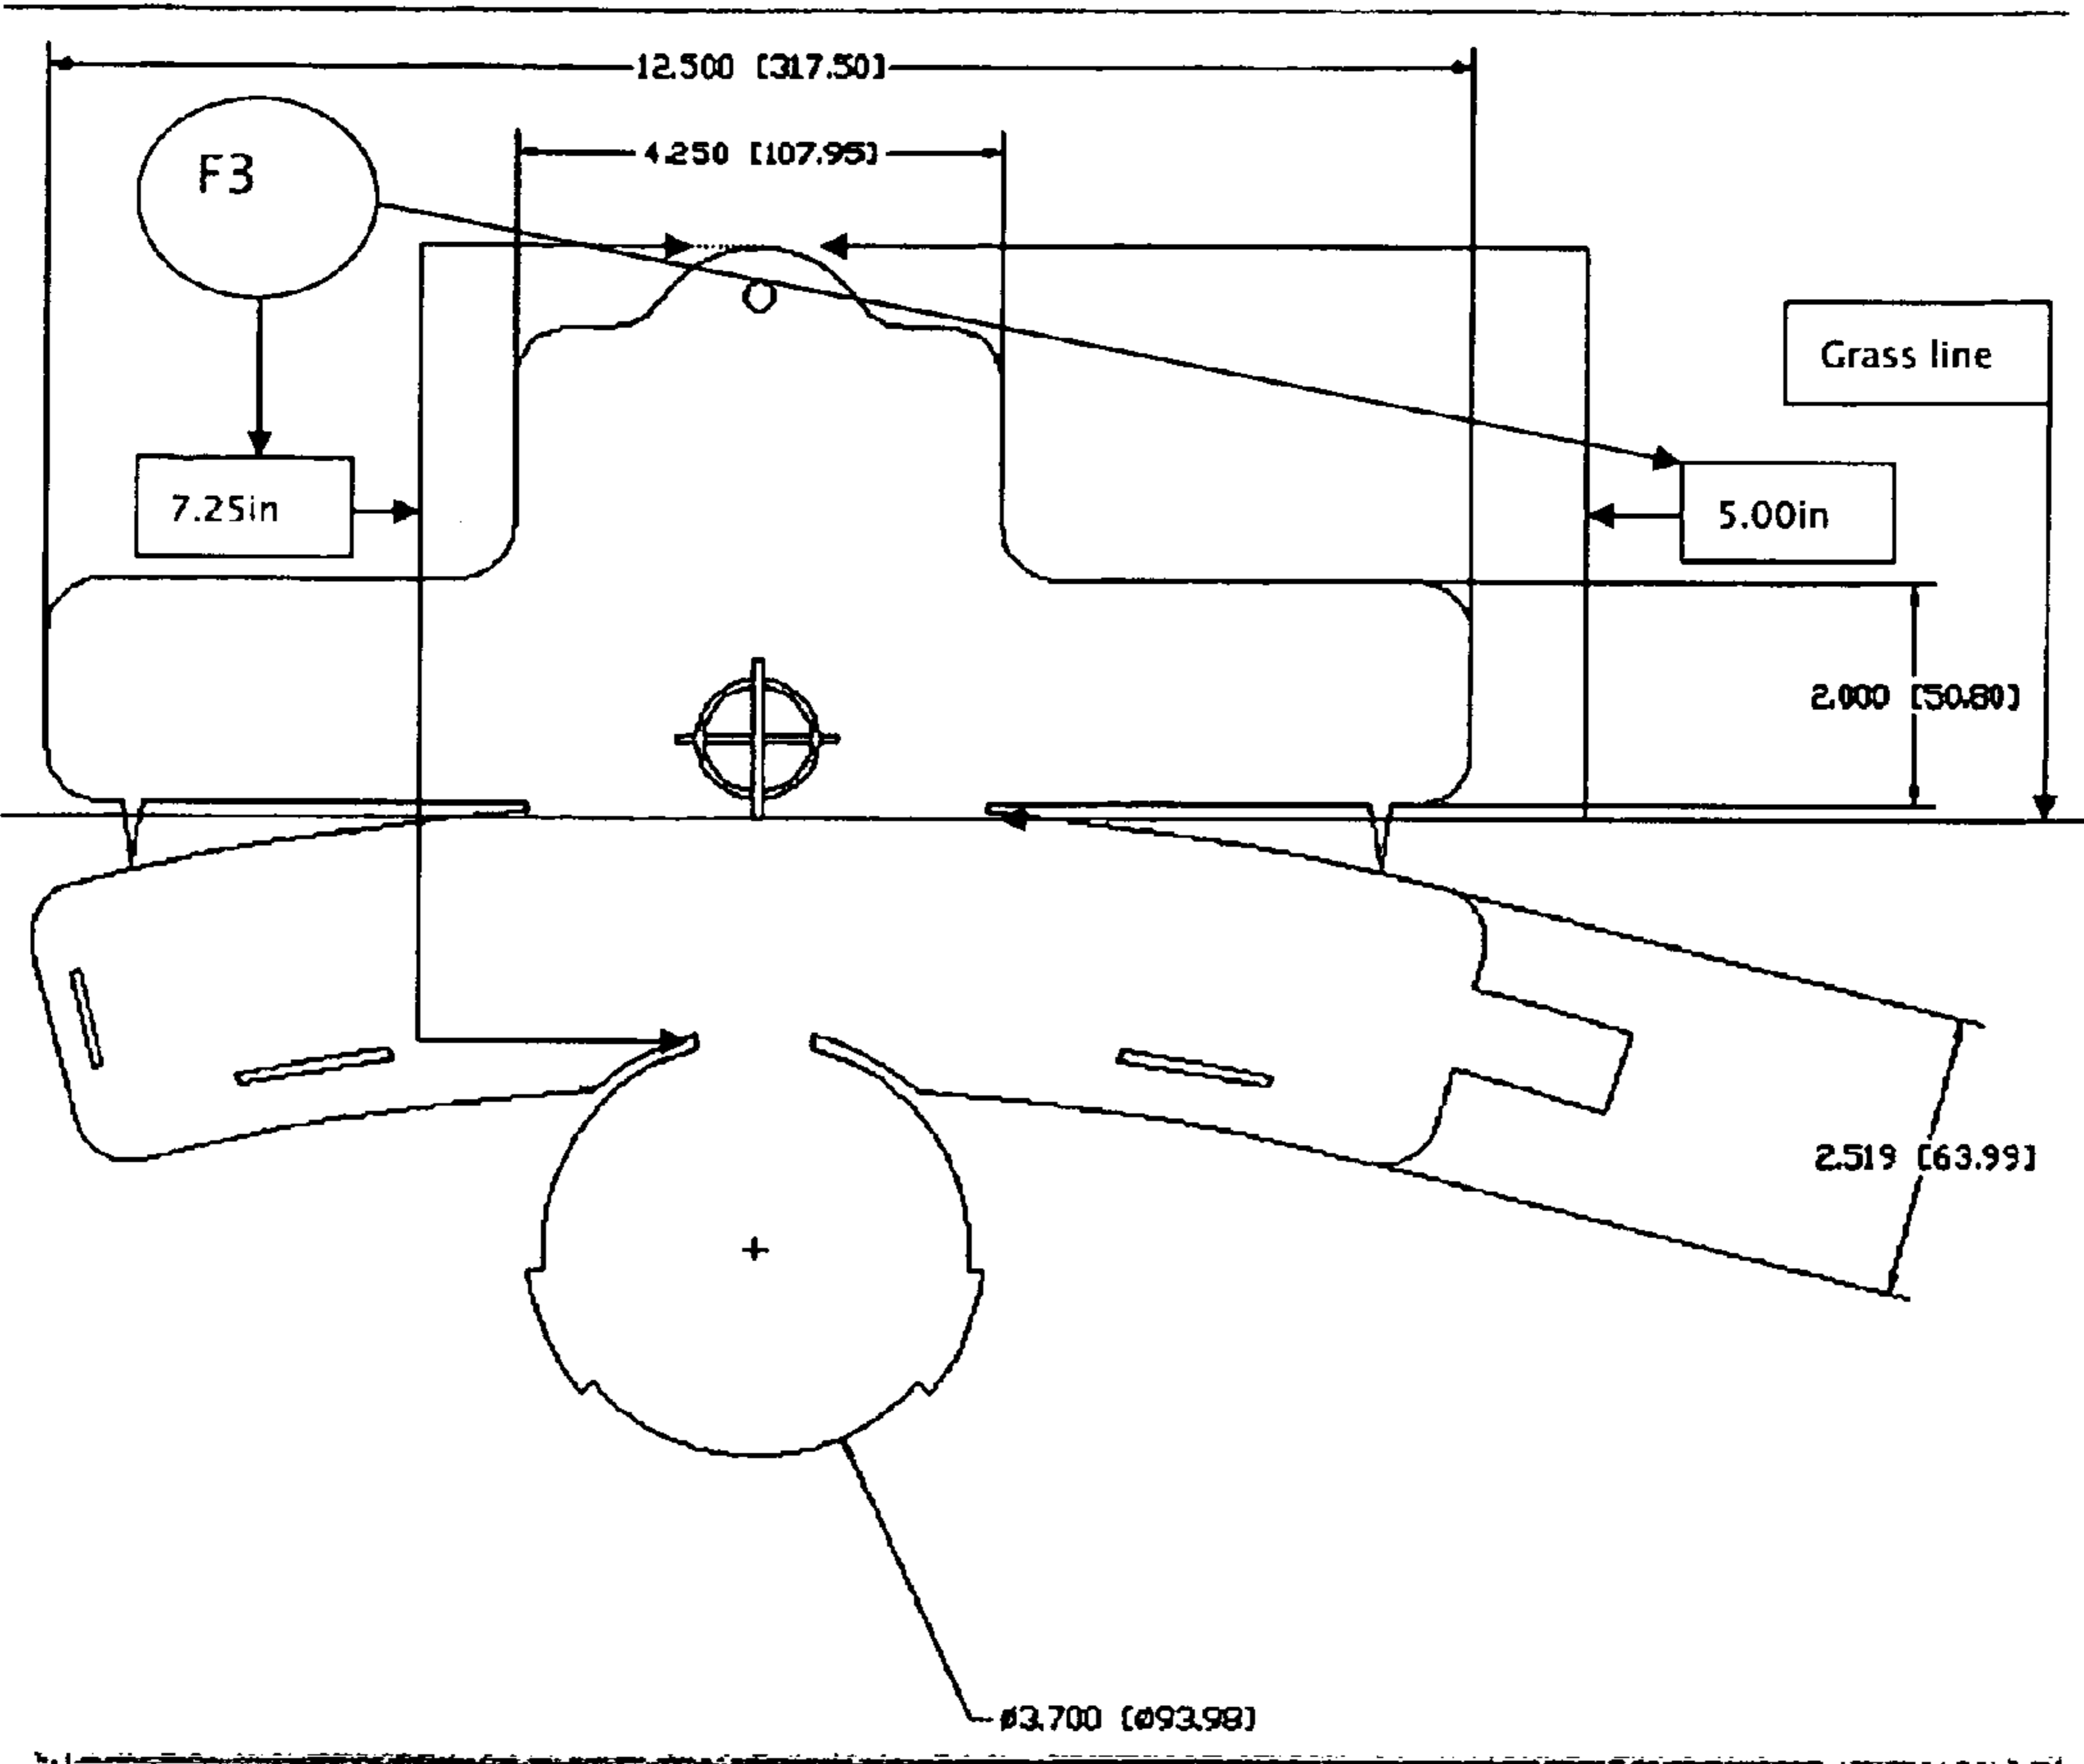 12.500 [317.50]
4.250 [107.95]
F3
Grass line
7.25in
5.00in
2.000 [50.80]
2.519 [63.99]
ø3.700 [ø93.98]